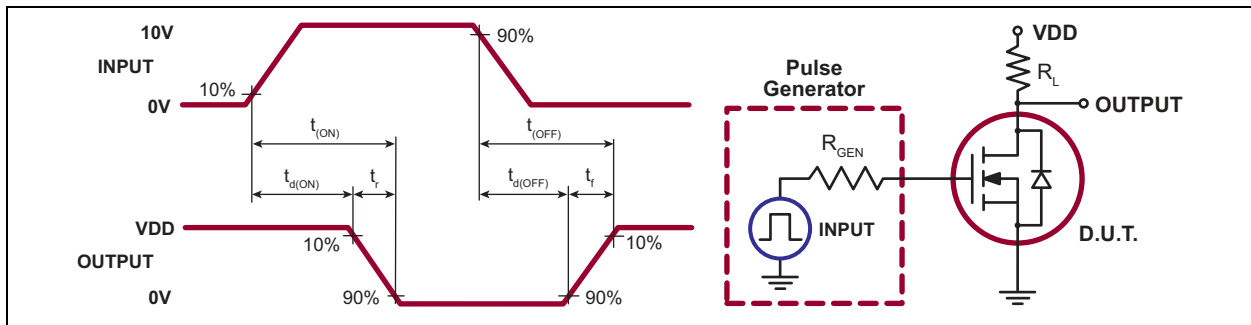 10V
INPUT
0V
10%
90%
t(ON)
t(OFF)
td(ON)
tr
td(OFF)
tf
VDD
OUTPUT
0V
10%
90%
90%
10%
Pulse
Generator
RGEN
INPUT
VDD
RL
OUTPUT
D.U.T.